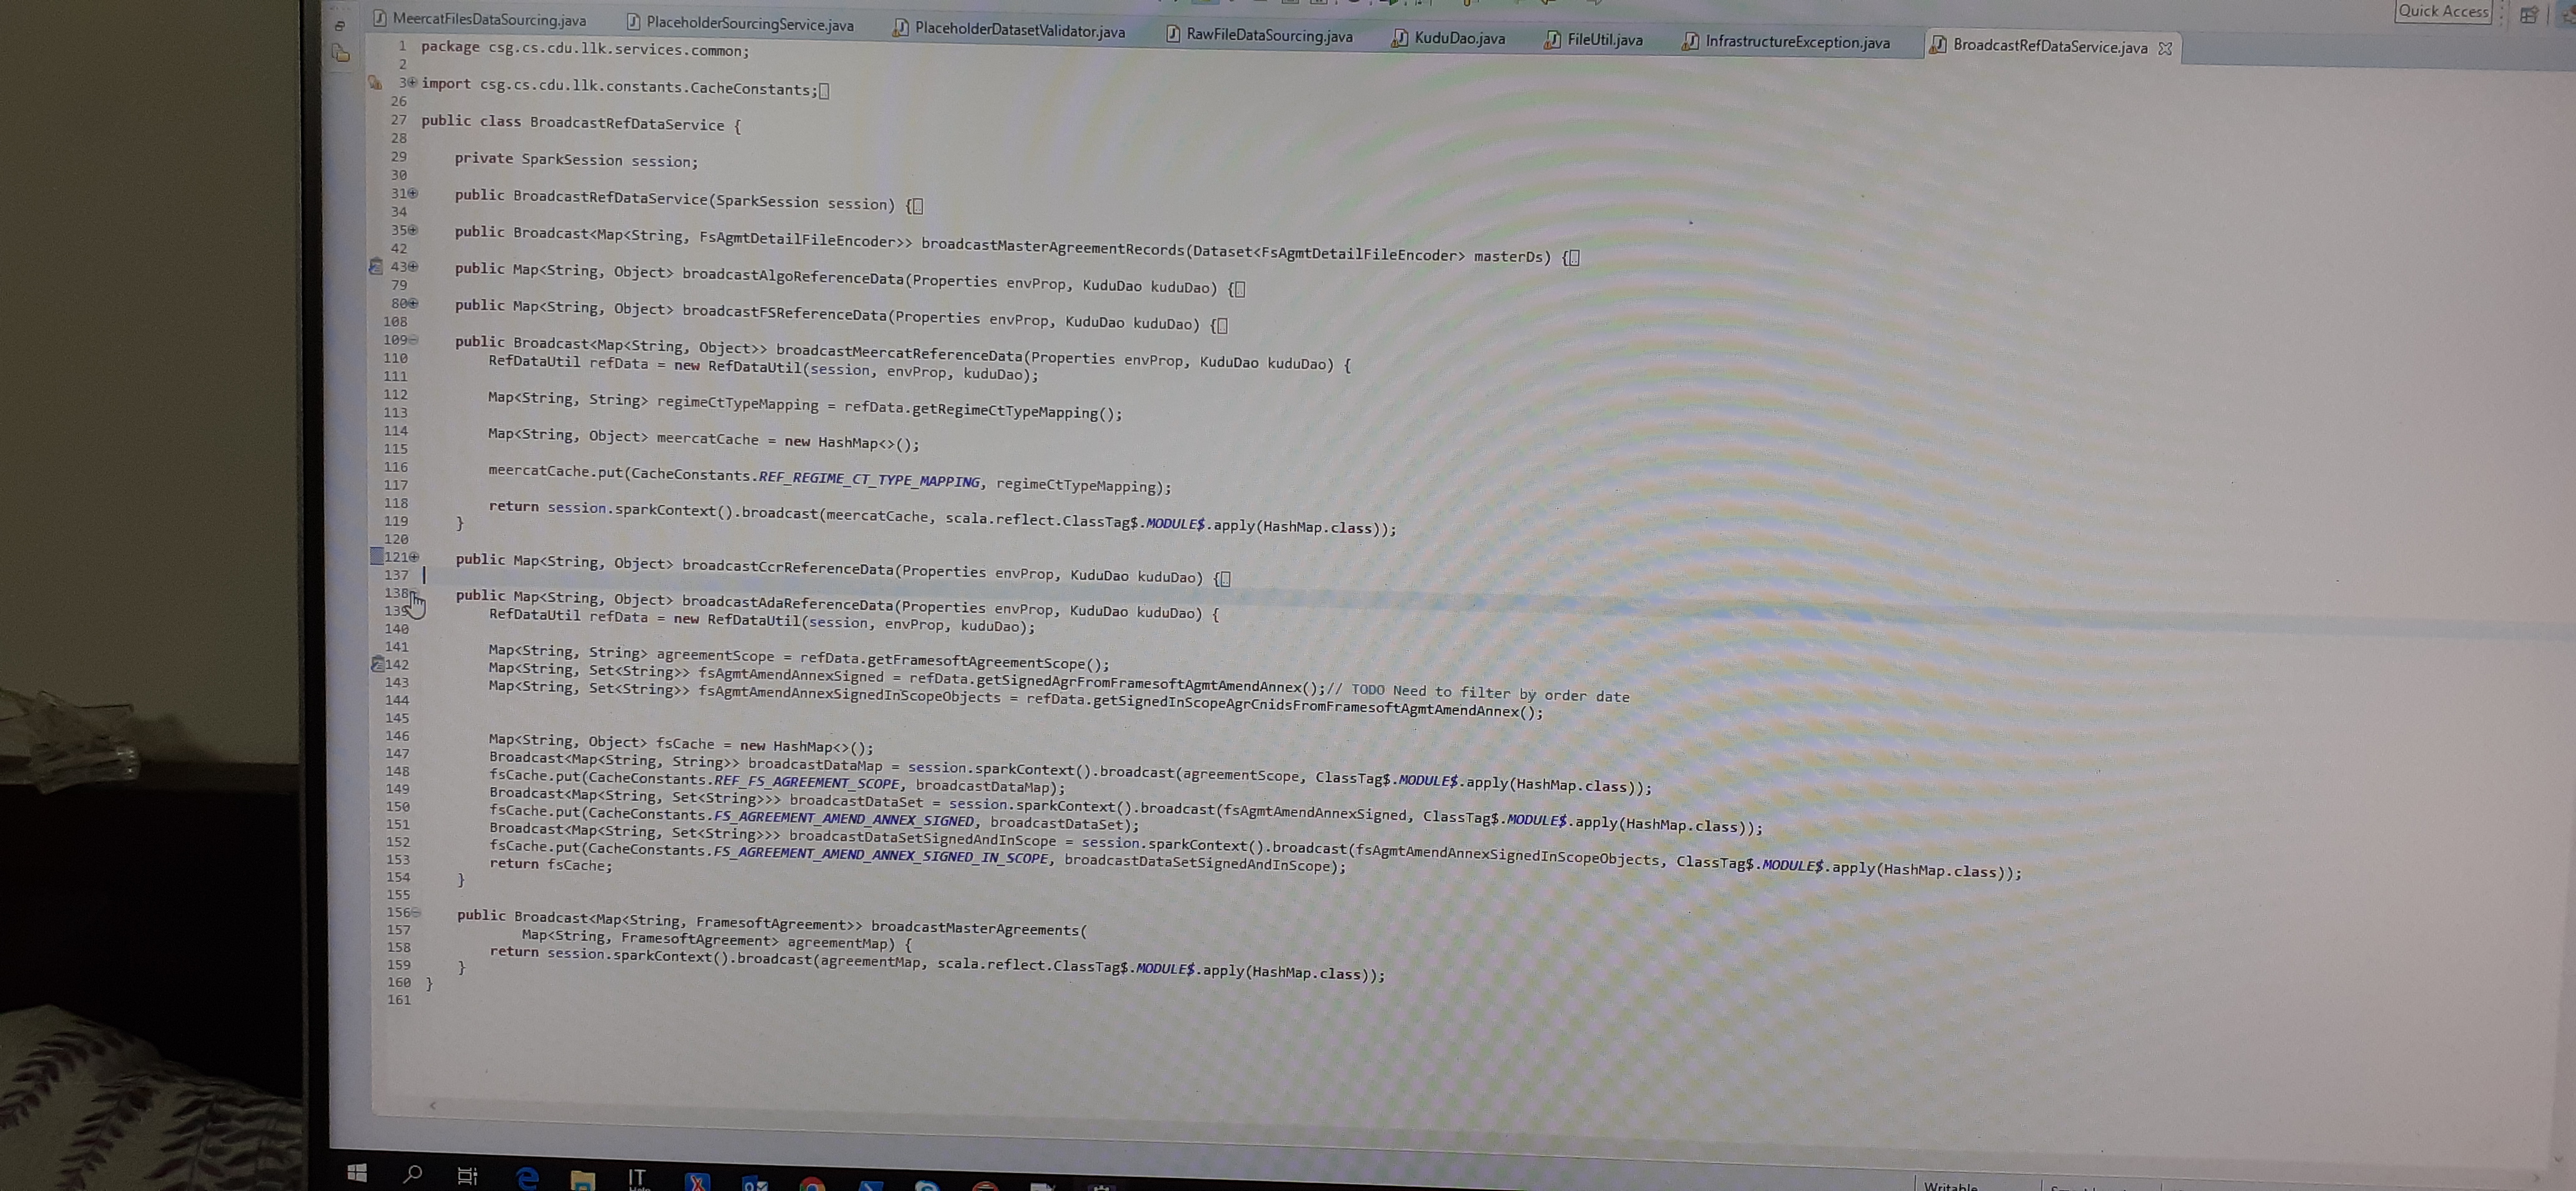 Quick Access
MeercatFilesDataSourcing.java
PlaceholderSourcingService.java
PlaceholderDatasetValidator.java
RawFileDataSourcing.java
KuduDao.java
FileUtil.java
InfrastructureException.java
BroadcastRefDataService.java
1 package csg.cs.cdu.llk.services.common;
2
3 import csg.cs.cdu.llk.constants.CacheConstants;
26
27 public class BroadcastRefDataService {
28
29 private SparkSession session;
30
31 public BroadcastRefDataService(SparkSession session) {
34
35 public Broadcast<Map<String, FsAgmtDetailFileEncoder>> broadcastMasterAgreementRecords(Dataset<FsAgmtDetailFileEncoder> masterDs) {
42
43 public Map<String, Object> broadcastAlgoReferenceData(Properties envProp, KuduDao kuduDao) {
79
80 public Map<String, Object> broadcastFSReferenceData(Properties envProp, KuduDao kuduDao) {
108
109 public Broadcast<Map<String, Object>> broadcastMeercatReferenceData(Properties envProp, KuduDao kuduDao) {
110 RefDataUtil refData = new RefDataUtil(session, envProp, kuduDao);
111
112 Map<String, String> regimeCtTypeMapping = refData.getRegimeCtTypeMapping();
113
114 Map<String, Object> meercatCache = new HashMap<>();
115
116 meercatCache.put(CacheConstants.REF_REGIME_CT_TYPE_MAPPING, regimeCtTypeMapping);
117
118 return session.sparkContext().broadcast(meercatCache, scala.reflect.ClassTag$.MODULE$.apply(HashMap.class));
119 }
120
121 public Map<String, Object> broadcastCcrReferenceData(Properties envProp, KuduDao kuduDao) {
137
138 public Map<String, Object> broadcastAdaReferenceData(Properties envProp, KuduDao kuduDao) {
139 RefDataUtil refData = new RefDataUtil(session, envProp, kuduDao);
140
141 Map<String, String> agreementScope = refData.getFramesoftAgreementScope();
142 Map<String, Set<String>> fsAgmtAmendAnnexSigned = refData.getSignedAgrFromFramesoftAgmtAmendAnnex();// TODO Need to filter by order date
143 Map<String, Set<String>> fsAgmtAmendAnnexSignedInScopeObjects = refData.getSignedInScopeAgrCnidsFromFramesoftAgmtAmendAnnex();
144
145
146 Map<String, Object> fsCache = new HashMap<>();
147 Broadcast<Map<String, String>> broadcastDataMap = session.sparkContext().broadcast(agreementScope, ClassTag$.MODULE$.apply(HashMap.class));
148 fsCache.put(CacheConstants.REF_FS_AGREEMENT_SCOPE, broadcastDataMap);
149 Broadcast<Map<String, Set<String>>> broadcastDataSet = session.sparkContext().broadcast(fsAgmtAmendAnnexSigned, ClassTag$.MODULE$.apply(HashMap.class));
150 fsCache.put(CacheConstants.FS_AGREEMENT_AMEND_ANNEX_SIGNED, broadcastDataSet);
151 Broadcast<Map<String, Set<String>>> broadcastDataSetSignedAndInScope = session.sparkContext().broadcast(fsAgmtAmendAnnexSignedInScopeObjects, ClassTag$.MODULE$.apply(HashMap.class));
152 fsCache.put(CacheConstants.FS_AGREEMENT_AMEND_ANNEX_SIGNED_IN_SCOPE, broadcastDataSetSignedAndInScope);
153 return fsCache;
154 }
155
156 public Broadcast<Map<String, FramesoftAgreement>> broadcastMasterAgreements(
157 Map<String, FramesoftAgreement> agreementMap) {
158 return session.sparkContext().broadcast(agreementMap, scala.reflect.ClassTag$.MODULE$.apply(HashMap.class));
159 }
160 }
161
IT
Writable